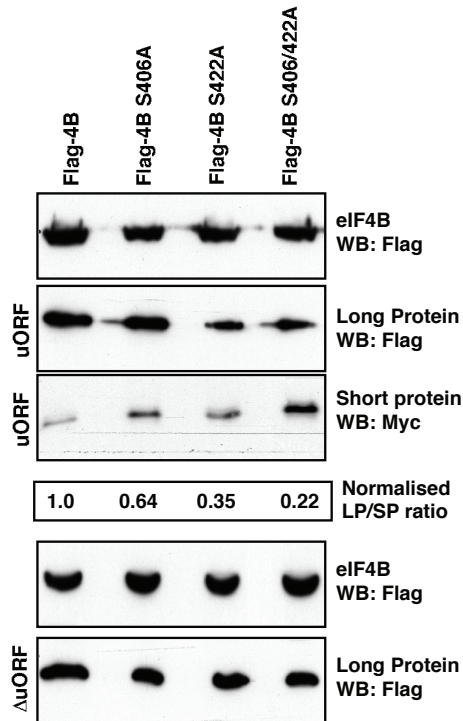 Flag-4B
Flag-4B S406A
Flag-4B S422A
Flag-4B S406/422A
eIF4B
WB: Flag
uORF
Long Protein
WB: Flag
uORF
Short protein
WB: Myc
1.0 0.64 0.35 0.22
Normalised
LP/SP ratio
eIF4B
WB: Flag
ΔuORF
Long Protein
WB: Flag